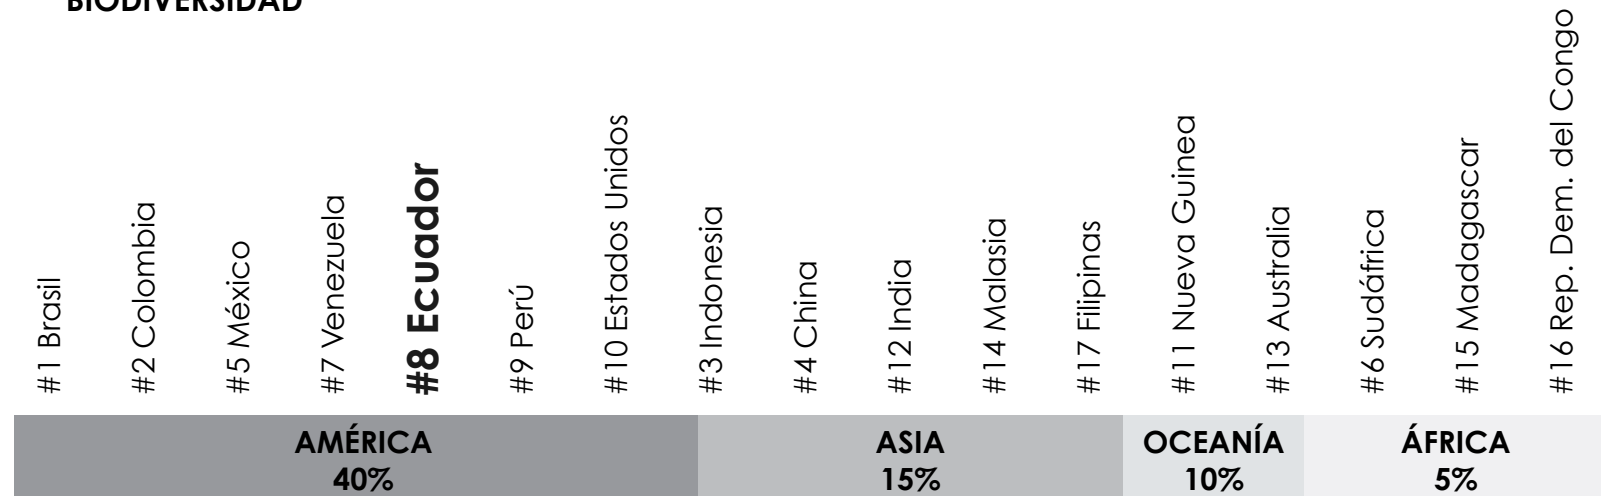 BIODIVERSIDAD
#1 Brasil
#2 Colombia
#5 México
#7 Venezuela
#8 Ecuador
#9 Perú
#10 Estados Unidos
#3 Indonesia
#4 China
#12 India
#14 Malasia
#17 Filipinas
#11 Nueva Guinea
#13 Australia
#6 Sudáfrica
#15 Madagascar
#16 Rep. Dem. del Congo
AMÉRICA
40%
ASIA
15%
OCEANÍA
10%
ÁFRICA
5%